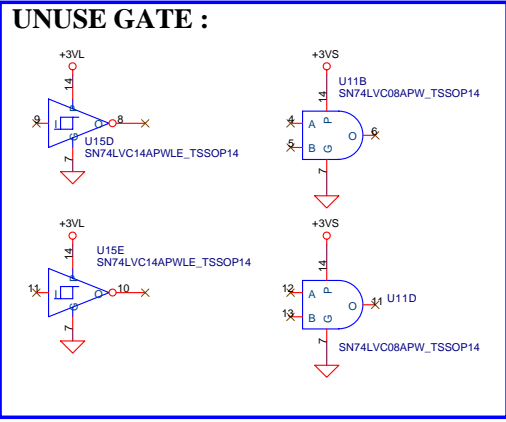 UNUSE GATE :
+3VL
14
P
9
I
O
8
G
7
U15D
SN74LVC14APWLE_TSSOP14
+3VS
14
U11B
SN74LVC08APW_TSSOP14
4
A
P
O
6
5
B
G
7
+3VL
14
U15E
SN74LVC14APWLE_TSSOP14
P
11
I
O
10
G
7
+3VS
14
12
A
P
O
11
U11D
13
B
G
7
SN74LVC08APW_TSSOP14